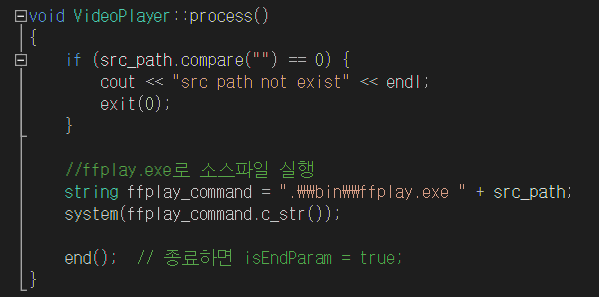 void VideoPlayer::process()
{
if (src_path.compare("") == 0) {
cout << "src path not exist" << endl;
exit(0);
}
//ffplay.exe로 소스파일 실행
string ffplay_command = ".₩₩bin₩₩ffplay.exe " + src_path;
system(ffplay_command.c_str());
end();  // 종료하면 isEndParam = true;
}